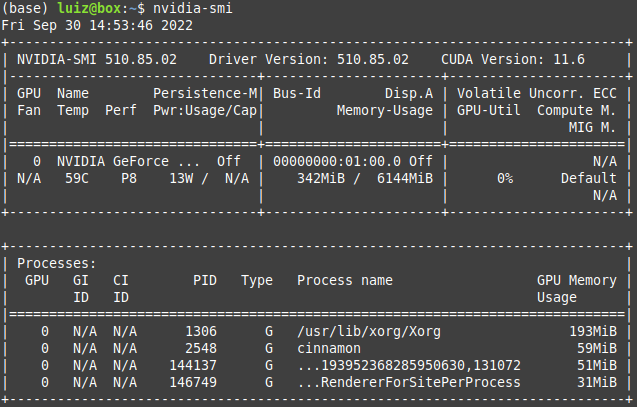 (base) luiz@box:~$ nvidia-smi
Fri Sep 30 14:53:46 2022
+-----------------------------------------------------------------------------+
| NVIDIA-SMI 510.85.02    Driver Version: 510.85.02    CUDA Version: 11.6     |
|-------------------------------+----------------------+----------------------+
| GPU  Name        Persistence-M| Bus-Id        Disp.A | Volatile Uncorr. ECC |
| Fan  Temp  Perf  Pwr:Usage/Cap|         Memory-Usage | GPU-Util  Compute M. |
|                               |                      |               MIG M. |
|===============================+======================+======================|
|   0  NVIDIA GeForce ...  Off  | 00000000:01:00.0 Off |                  N/A |
| N/A   59C    P8    13W /  N/A |    342MiB /  6144MiB |      0%      Default |
|                               |                      |                  N/A |
+-------------------------------+----------------------+----------------------+

+-----------------------------------------------------------------------------+
| Processes:                                                                  |
|  GPU   GI   CI        PID   Type   Process name                  GPU Memory |
|        ID   ID                                                   Usage      |
|=============================================================================|
|    0   N/A  N/A      1306      G   /usr/lib/xorg/Xorg                193MiB |
|    0   N/A  N/A      2548      G   cinnamon                           59MiB |
|    0   N/A  N/A    144137      G   ...193952368285950630,131072       51MiB |
|    0   N/A  N/A    146749      G   ...RendererForSitePerProcess       31MiB |
+-----------------------------------------------------------------------------+